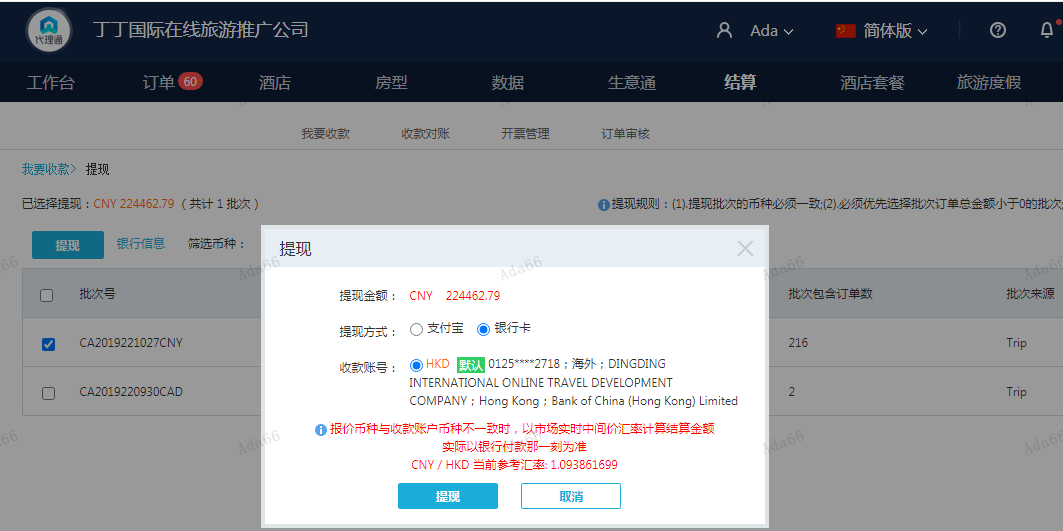 代理通
丁丁国际在线旅游推广公司
Ada
简体版
工作台
订单 60
酒店
房型
数据
生意通
结算
酒店套餐
旅游度假
我要收款
收款对账
开票管理
订单审核
我要收款> 提现
已选择提现：CNY 224462.79 （ 共计 1 批次 ）
提现规则：(1).提现批次的币种必须一致;(2).必须优先选择批次订单总金额小于0的批次
提现
银行信息
筛选币种：
批次号
批次包含订单数
批次来源
CA2019221027CNY
216
Trip
CA2019220930CAD
2
Trip
提现
提现金额： CNY 224462.79
提现方式： 支付宝 银行卡
收款账号： HKD 默认 0125****2718；海外；DINGDING
INTERNATIONAL ONLINE TRAVEL DEVELOPMENT
COMPANY；Hong Kong；Bank of China (Hong Kong) Limited
报价币种与收款账户币种不一致时，以市场实时中间价汇率计算结算金额
实际以银行付款那一刻为准
CNY / HKD 当前参考汇率: 1.093861699
提现
取消
Ada66
Ada66
Ada66
Ada66
Ada66
Ada66